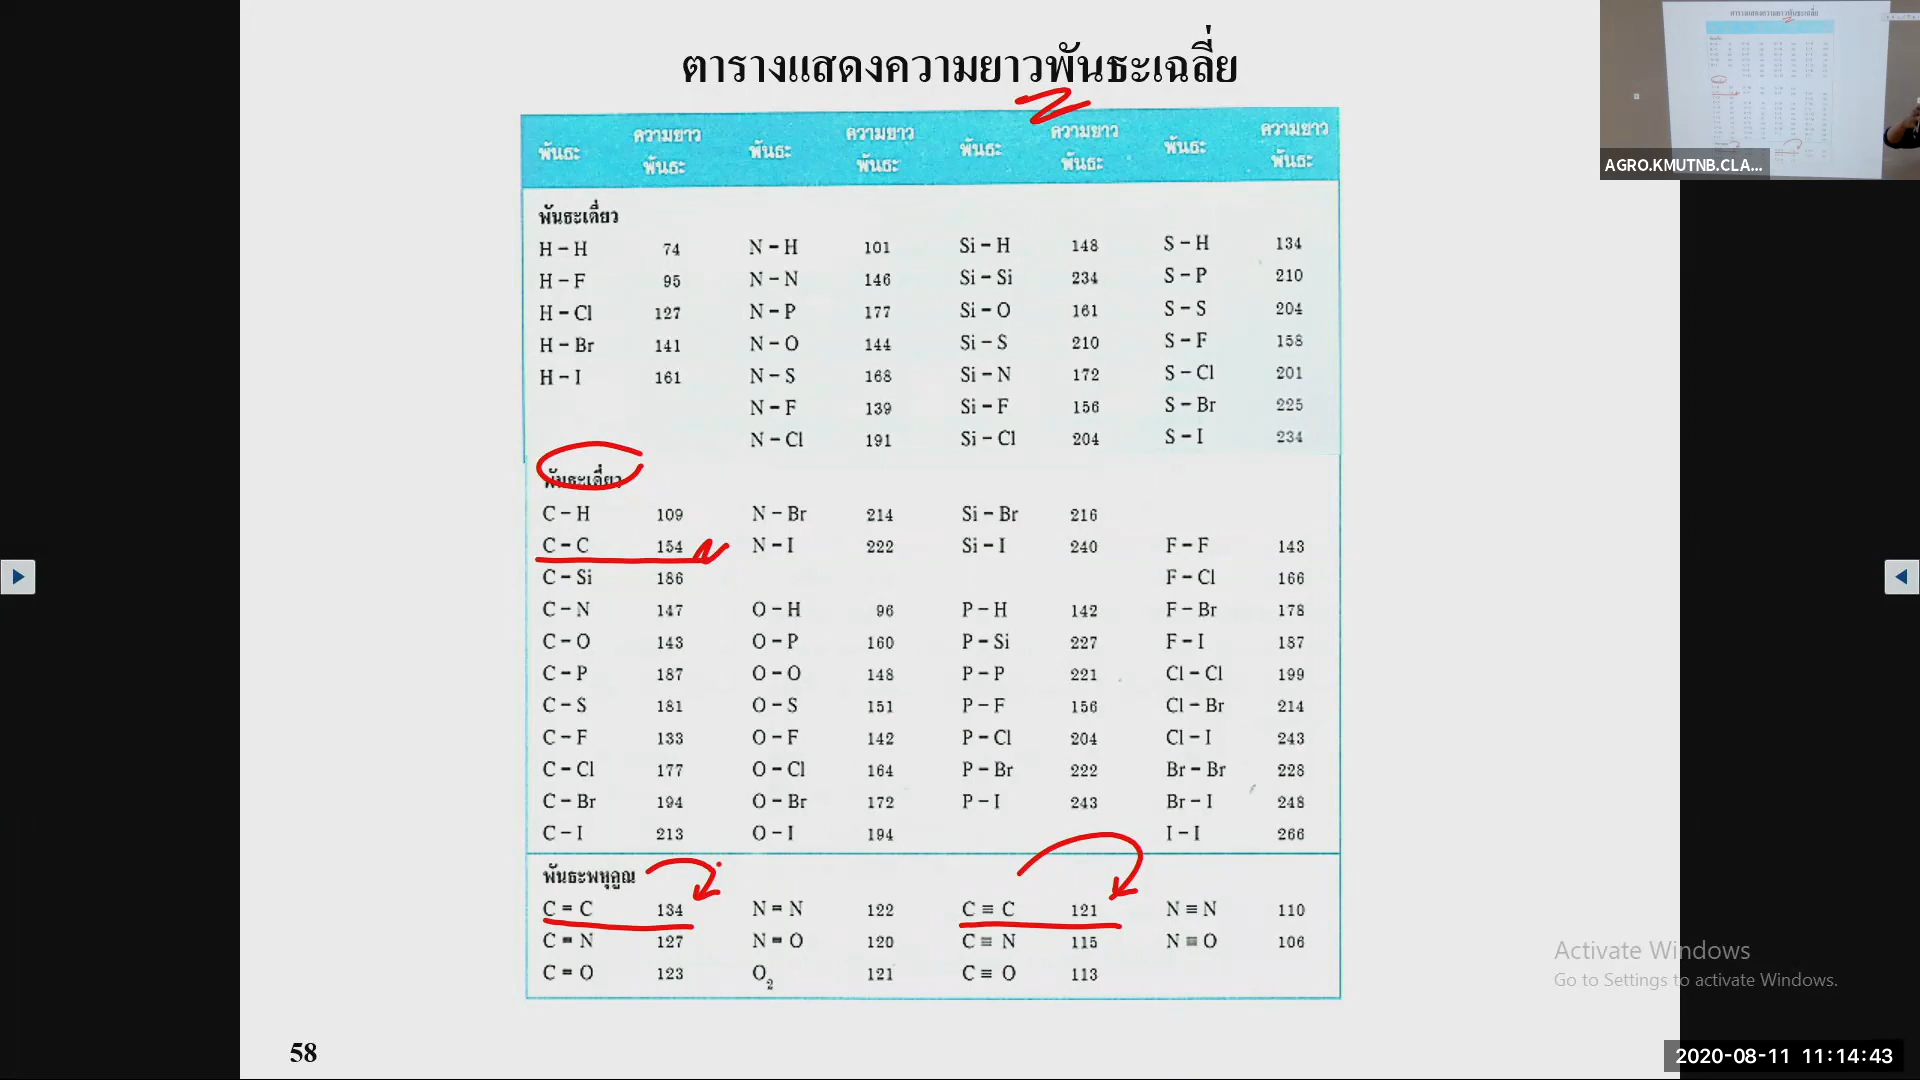 ตารางแสดงความยาวพันธะเฉลี่ย
พันธะ ความยาวพันธะ พันธะ ความยาวพันธะ พันธะ ความยาวพันธะ พันธะ ความยาวพันธะ
พันธะเดี่ยว
H – H 74 N – H 101 Si – H 148 S – H 134
H – F 95 N – N 146 Si – Si 234 S – P 210
H – Cl 127 N – P 177 Si – O 161 S – S 204
H – Br 141 N – O 144 Si – S 210 S – F 158
H – I 161 N – S 168 Si – N 172 S – Cl 201
N – F 139 Si – F 156 S – Br 225
N – Cl 191 Si – Cl 204 S – I 234
พันธะเดี่ยว
C – H 109 N – Br 214 Si – Br 216
C – C 154 N – I 222 Si – I 240 F – F 143
C – Si 186 F – Cl 166
C – N 147 O – H 96 P – H 142 F – Br 178
C – O 143 O – P 160 P – Si 227 F – I 187
C – P 187 O – O 148 P – P 221 Cl – Cl 199
C – S 181 O – S 151 P – F 156 Cl – Br 214
C – F 133 O – F 142 P – Cl 204 Cl – I 243
C – Cl 177 O – Cl 164 P – Br 222 Br – Br 228
C – Br 194 O – Br 172 P – I 243 Br – I 248
C – I 213 O – I 194 I – I 266
พันธะพหุคูณ
C = C 134 N = N 122 C ≡ C 121 N ≡ N 110
C = N 127 N = O 120 C ≡ N 115 N ≡ O 106
C = O 123 O₂ 121 C ≡ O 113
58
AGRO.KMUTNB.CLA...
Activate Windows
Go to Settings to activate Windows.
2020-08-11 11:14:43